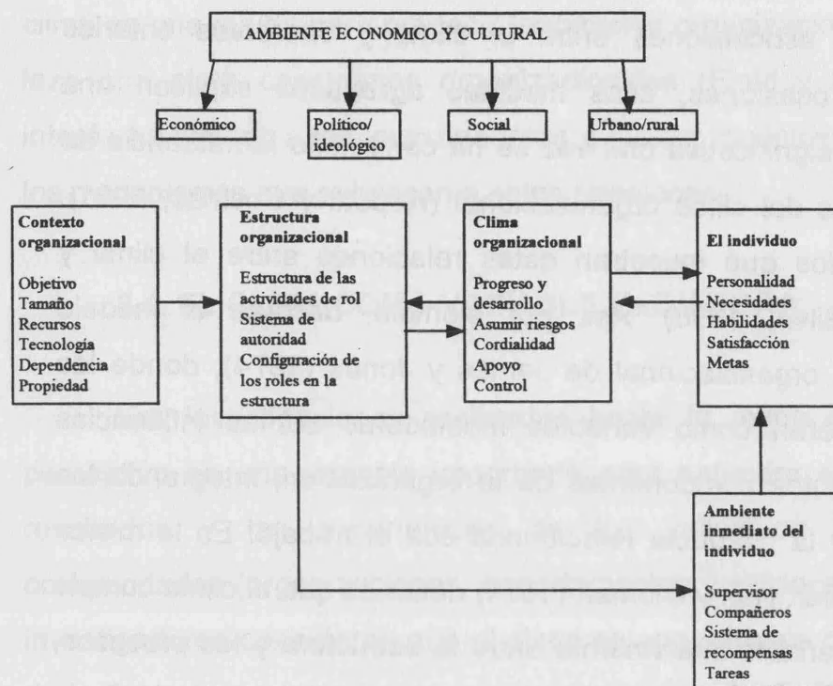 AMBIENTE ECONOMICO Y CULTURAL
Económico
Político/
ideológico
Social
Urbano/rural
Contexto
organizacional
Objetivo
Tamaño
Recursos
Tecnología
Dependencia
Propiedad
Estructura
organizacional
Estructura de las
actividades de rol
Sistema de
autoridad
Configuración de
los roles en la
estructura
Clima
organizacional
Progreso y
desarrollo
Asumir riesgos
Cordialidad
Apoyo
Control
El individuo
Personalidad
Necesidades
Habilidades
Satisfacción
Metas
Ambiente
inmediato del
individuo
Supervisor
Compañeros
Sistema de
recompensas
Tareas